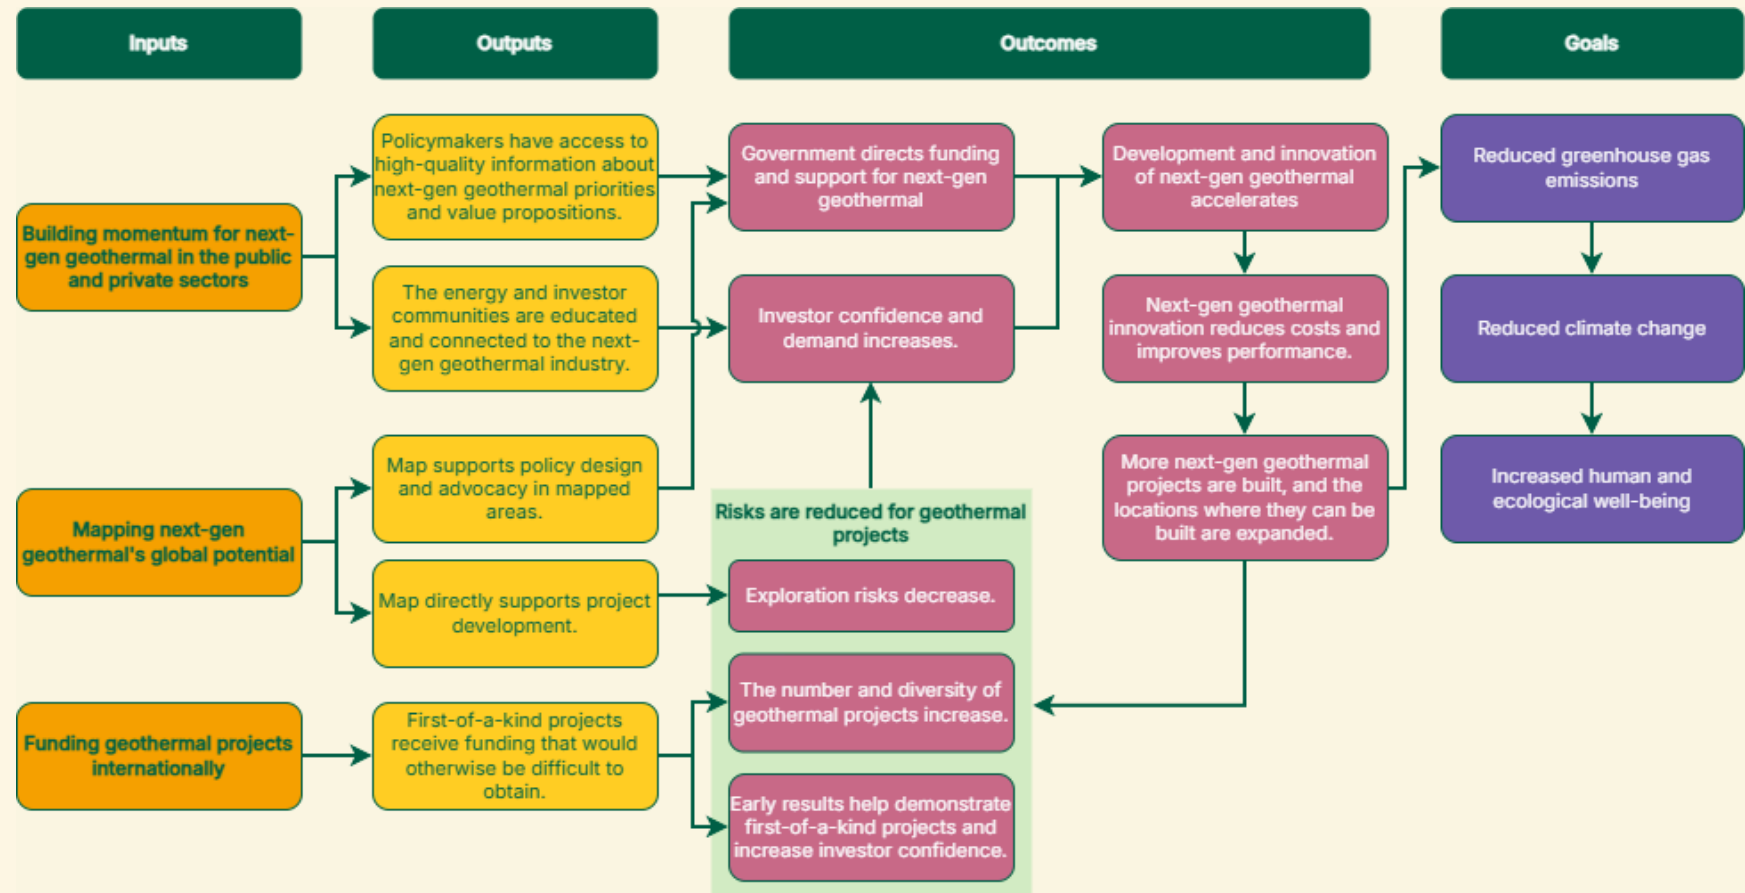 Inputs
Outputs
Outcomes
Goals
Building momentum for next-
gen geothermal in the public
and private sectors
Mapping next-gen
geothermal's global potential
Funding geothermal projects
internationally
Policymakers have access to
high-quality information about
next-gen geothermal priorities
and value propositions.
The energy and investor
communities are educated
and connected to the next-
gen geothermal industry.
Map supports policy design
and advocacy in mapped
areas.
Map directly supports project
development.
First-of-a-kind projects
receive funding that would
otherwise be difficult to
obtain.
Government directs funding
and support for next-gen
geothermal
Investor confidence and
demand increases.
Risks are reduced for geothermal
projects
Exploration risks decrease.
The number and diversity of
geothermal projects increase.
Early results help demonstrate
first-of-a-kind projects and
increase investor confidence.
Development and innovation
of next-gen geothermal
accelerates
Next-gen geothermal
innovation reduces costs and
improves performance.
More next-gen geothermal
projects are built, and the
locations where they can be
built are expanded.
Reduced greenhouse gas
emissions
Reduced climate change
Increased human and
ecological well-being